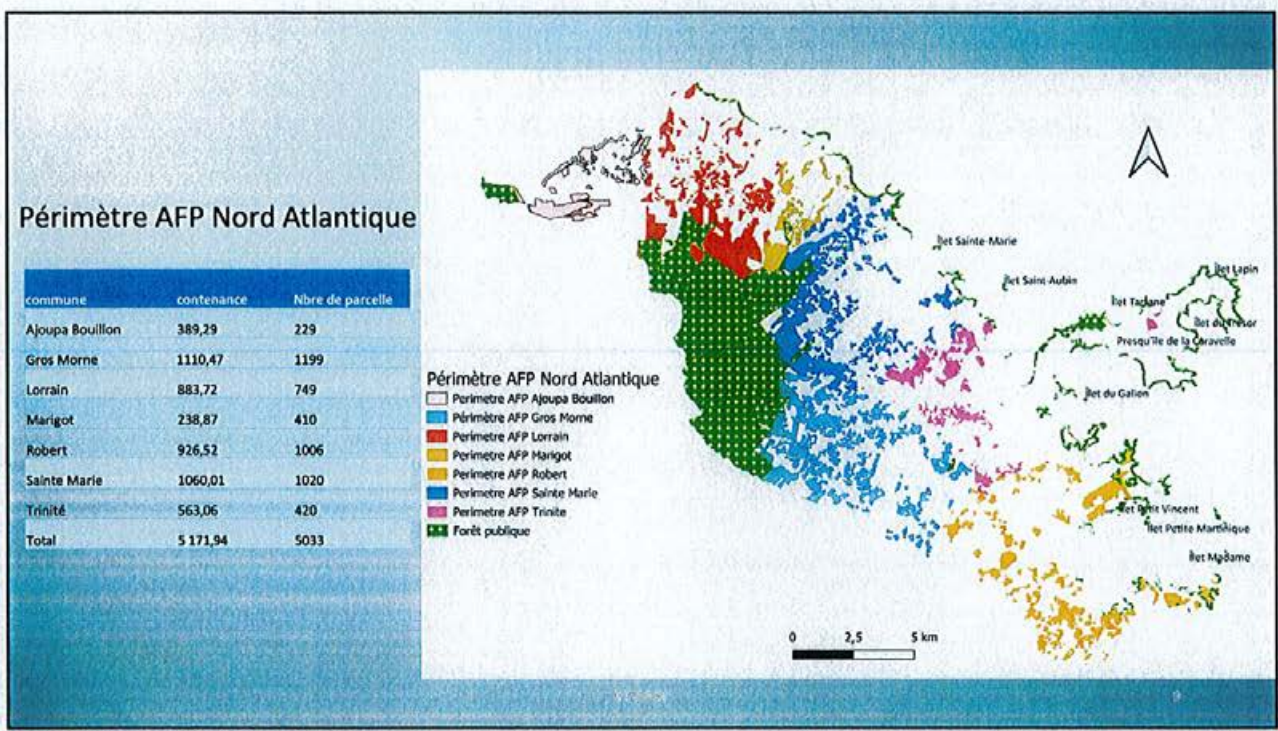 Périmètre AFP Nord Atlantique
commune contenance Nbre de parcelle
Ajoupa Bouillon 389,29 229
Gros Morne 1110,47 1199
Lorrain 883,72 749
Marigot 238,87 410
Robert 926,52 1006
Sainte Marie 1060,01 1020
Trinité 563,06 420
Total 5 171,94 5033
Périmètre AFP Nord Atlantique
Perimetre AFP Ajoupa Bouillon
Périmètre AFP Gros Morne
Perimetre AFP Lorrain
Perimetre AFP Marigot
Perimetre AFP Robert
Perimetre AFP Sainte Marie
Perimetre AFP Trinite
Forêt publique
Îlet Sainte-Marie
Îlet Saint-Aubin
Îlet Lapin
Îlet Tartane
Îlet du Trésor
Presqu'île de la Caravelle
Îlet du Galion
Îlet Petit Vincent
Îlet Petite Martinique
Îlet Madame
0 2,5 5 km
9